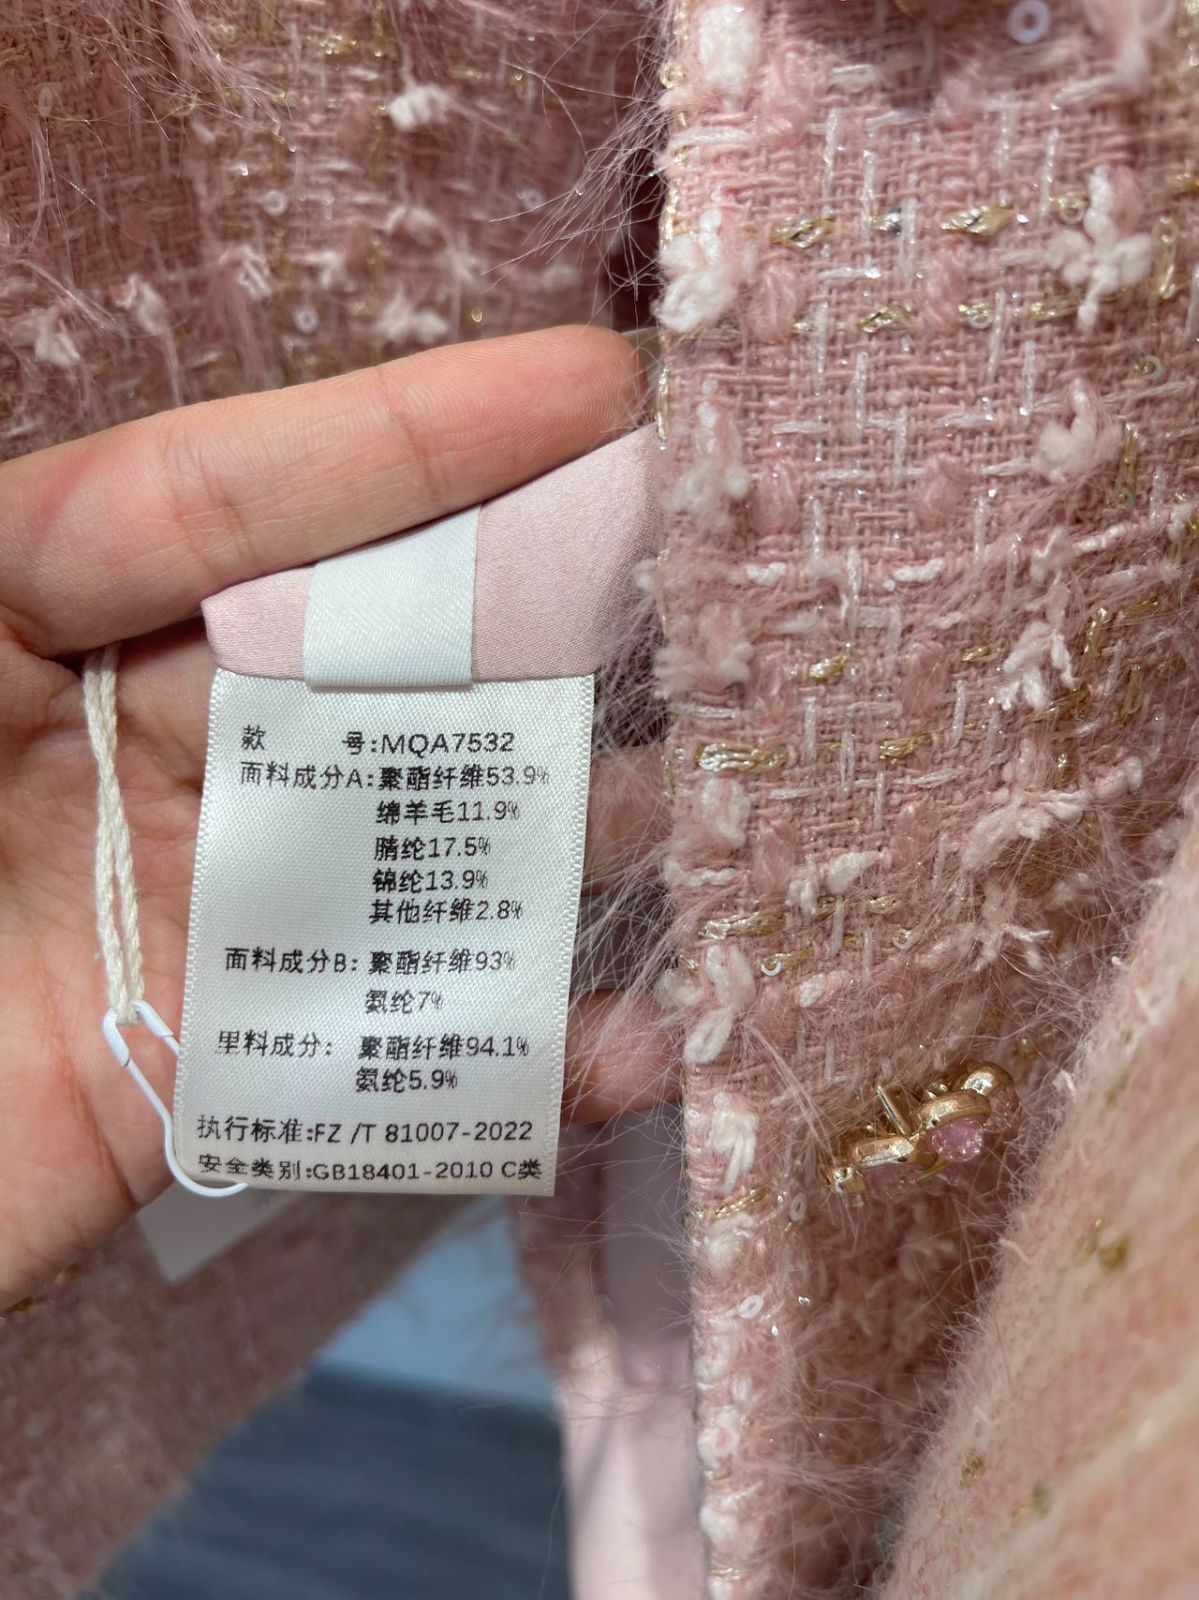 款 号:MQA7532
面料成分A:聚酯纤维53.9%
绵羊毛11.9%
腈纶17.5%
锦纶13.9%
其他纤维2.8%
面料成分B: 聚酯纤维93%
氨纶7%
里料成分: 聚酯纤维94.1%
氨纶5.9%
执行标准:FZ /T 81007-2022
安全类别:GB18401-2010 C类